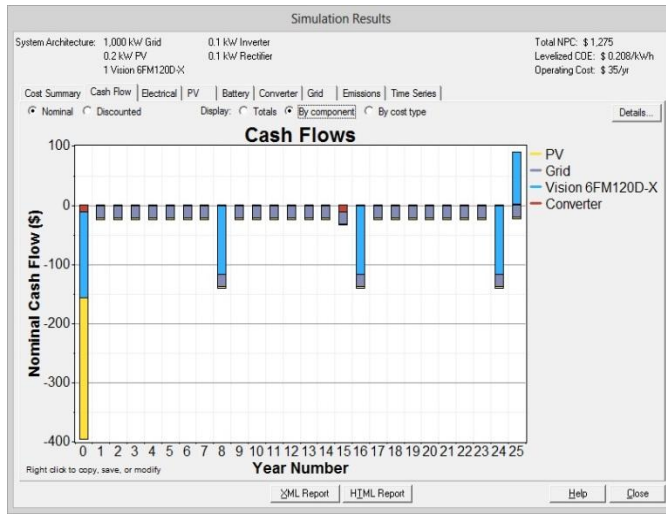 Simulation Results
System Architecture: 1,000 kW Grid 0.1 kW Inverter Total NPC: $ 1,275
0.2 kW PV 0.1 kW Rectifier Levelized COE: $ 0.208/kWh
1 Vision 6FM120D-X Operating Cost: $ 35/yr
Cost Summary Cash Flow Electrical PV Battery Converter Grid Emissions Time Series
Nominal Discounted Display: Totals By component By cost type Details...
Cash Flows
PV
Grid
Vision 6FM120D-X
Converter
Nominal Cash Flow ($)
100
0
-100
-200
-300
-400
0 1 2 3 4 5 6 7 8 9 10 11 12 13 14 15 16 17 18 19 20 21 22 23 24 25
Year Number
Right click to copy, save, or modify
XML Report HTML Report Help Close